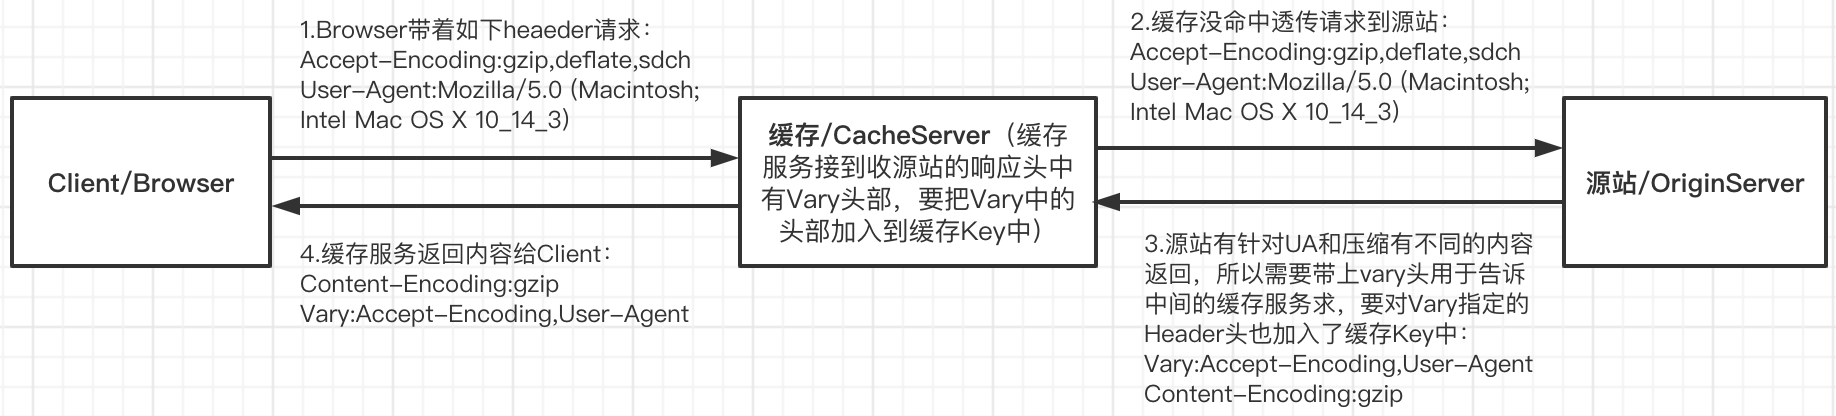 1.Browser带着如下heaeder请求：
Accept-Encoding:gzip,deflate,sdch
User-Agent:Mozilla/5.0 (Macintosh;
Intel Mac OS X 10_14_3)
2.缓存没命中透传请求到源站：
Accept-Encoding:gzip,deflate,sdch
User-Agent:Mozilla/5.0 (Macintosh;
Intel Mac OS X 10_14_3)
Client/Browser
缓存/CacheServer（缓存
服务接到收源站的响应头中
有Vary头部，要把Vary中的
头部加入到缓存Key中）
源站/OriginServer
4.缓存服务返回内容给Client：
Content-Encoding:gzip
Vary:Accept-Encoding,User-Agent
3.源站有针对UA和压缩有不同的内容
返回，所以需要带上vary头用于告诉
中间的缓存服务求，要对Vary指定的
Header头也加入了缓存Key中：
Vary:Accept-Encoding,User-Agent
Content-Encoding:gzip